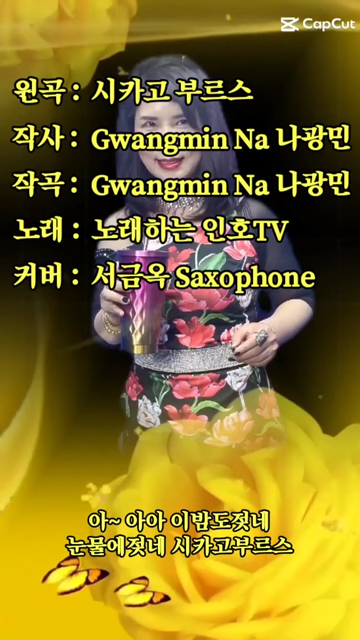 CapCut
원곡 : 시카고 부르스
작사 : Gwangmin Na 나광민
작곡 : Gwangmin Na 나광민
노래 : 노래하는 인호TV
커버 : 서금옥 Saxophone
아~ 아아 이밤도젖네
눈물에젖네 시카고부르스